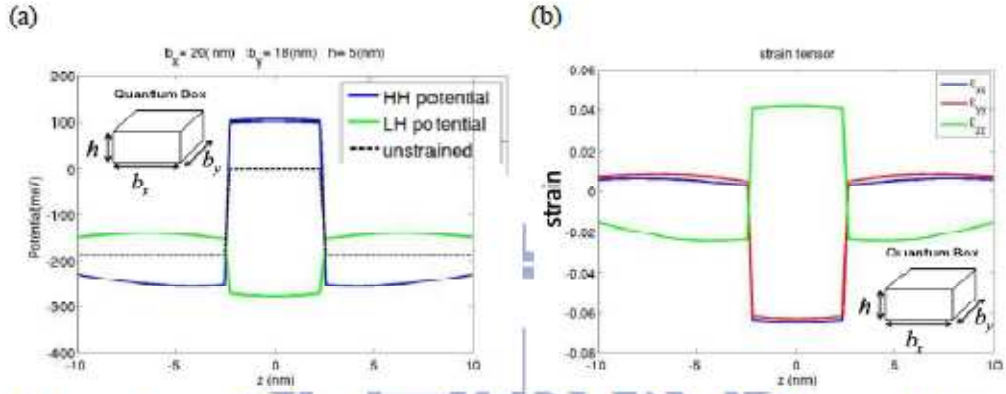 (a)
b_x= 20(nm) b_y= 18(nm) h= 5(nm)
200
100
0
-100
-200
-300
-400
Potential(meV)
Quantum Box
h
b_x
b_y
HH potential
LH potential
unstrained
-10
-5
0
5
10
z (nm)
(b)
strain tensor
0.06
0.04
0.02
0
-0.02
-0.04
-0.06
-0.08
strain
ε_xx
ε_yy
ε_zz
Quantum Box
h
b_x
b_y
-10
-5
0
5
10
z (nm)